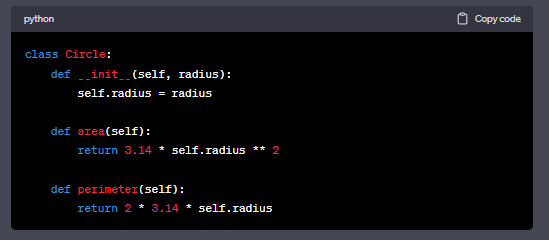 python
Copy code
class Circle:
    def __init__(self, radius):
        self.radius = radius
    def area(self):
        return 3.14 * self.radius ** 2
    def perimeter(self):
        return 2 * 3.14 * self.radius